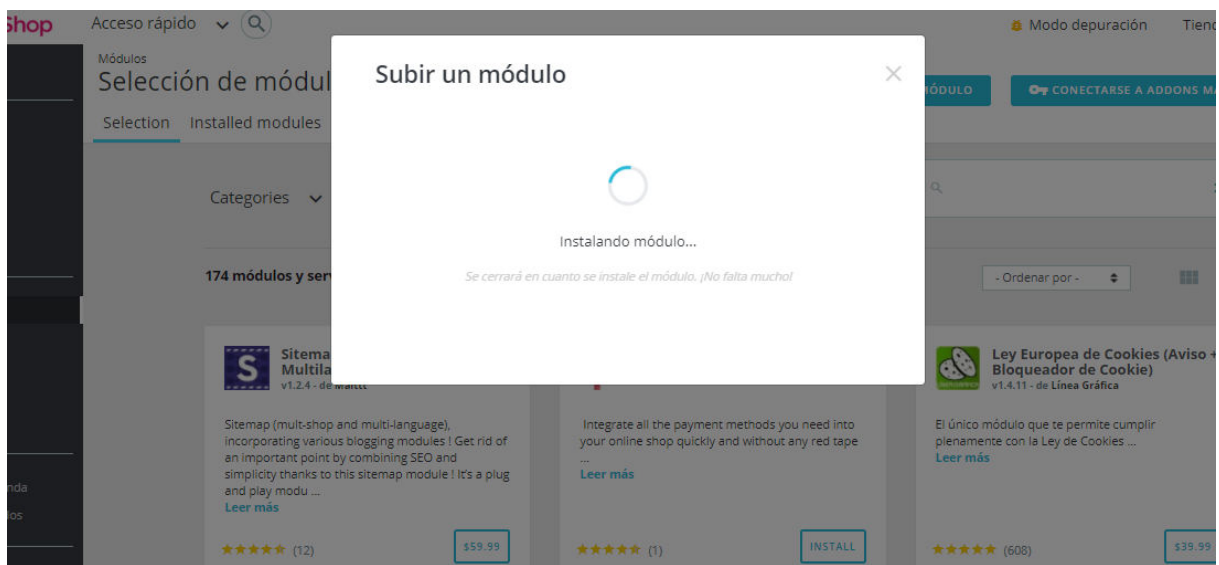 Shop
Acceso rápido
Modo depuración
Tiend
Módulos
Selección de módul
Subir un módulo
MÓDULO
CONECTARSE A ADDONS MA
Selection Installed modules
Categories
Instalando módulo...
Se cerrará en cuanto se instale el módulo. ¡No falta mucho!
174 módulos y serv
- Ordenar por -
S
Sitema
Multila
v1.2.4 - de
Sitemap (mult-shop and multi-language),
incorporating various blogging modules ! Get rid of
an important point by combining SEO and
simplicity thanks to this sitemap module ! It's a plug
and play modu ...
Leer más
(12)
$59.99
Integrate all the payment methods you need into
your online shop quickly and without any red tape
...
Leer más
(1)
INSTALL
Ley Europea de Cookies (Aviso +
Bloqueador de Cookie)
v1.4.11 - de Línea Gráfica
El único módulo que te permite cumplir
plenamente con la Ley de Cookies ...
Leer más
(608)
$39.99
nda
los